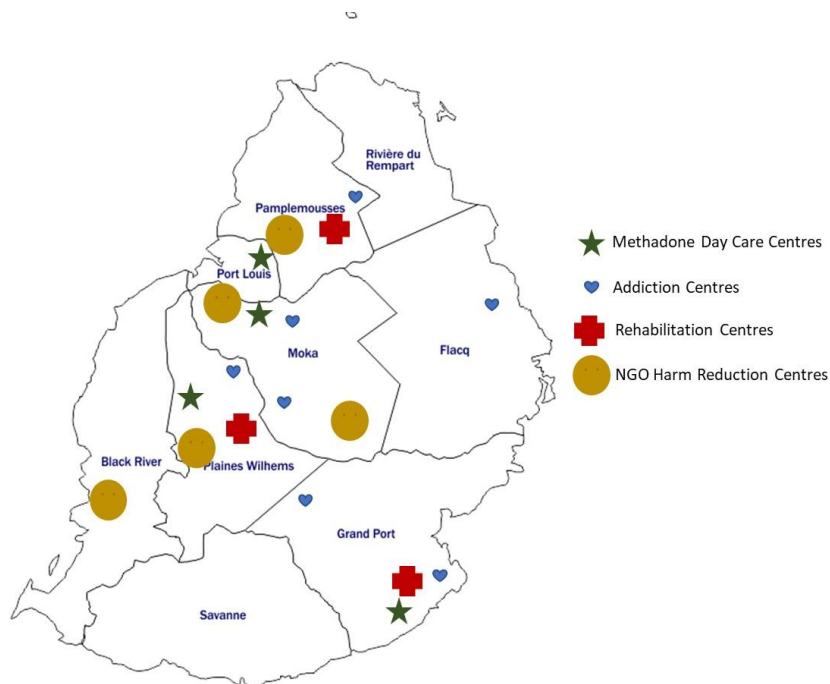 Rivière du
Rempart
Pamplemousses
Port Louis
Moka
Flacq
Black River
Plaines Wilhems
Grand Port
Savanne
Methadone Day Care Centres
Addiction Centres
Rehabilitation Centres
NGO Harm Reduction Centres